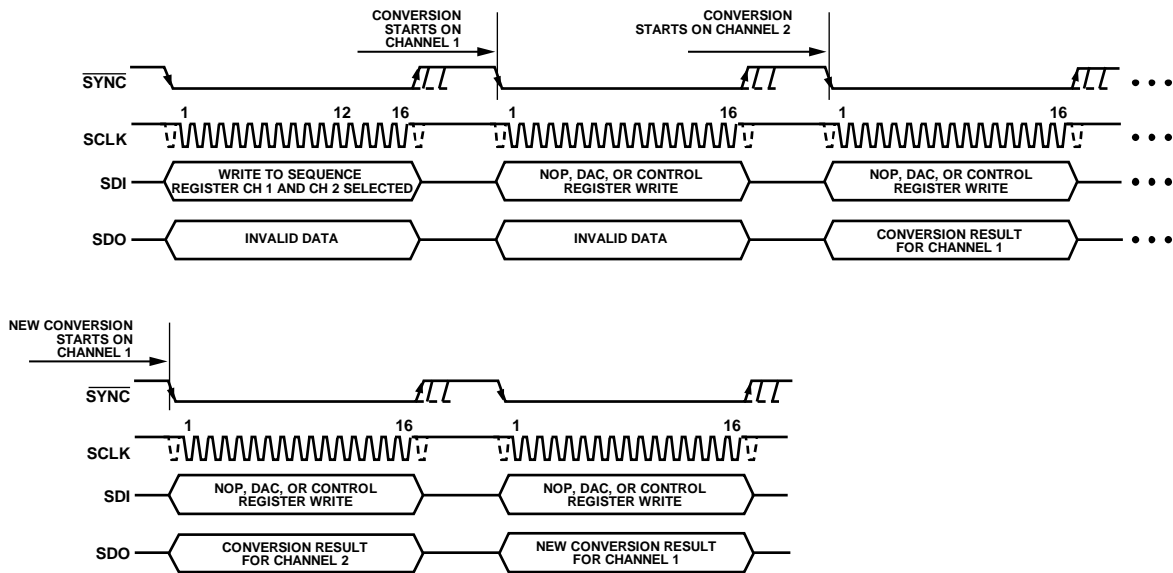 CONVERSION
STARTS ON
CHANNEL 1
CONVERSION
STARTS ON CHANNEL 2
SYNC
1 12 16 1 16 1 16
SCLK
SDI
WRITE TO SEQUENCE
REGISTER CH 1 AND CH 2 SELECTED
NOP, DAC, OR CONTROL
REGISTER WRITE
NOP, DAC, OR CONTROL
REGISTER WRITE
SDO
INVALID DATA
INVALID DATA
CONVERSION RESULT
FOR CHANNEL 1
NEW CONVERSION
STARTS ON
CHANNEL 1
SYNC
1 16 1 16
SCLK
SDI
NOP, DAC, OR CONTROL
REGISTER WRITE
NOP, DAC, OR CONTROL
REGISTER WRITE
SDO
CONVERSION RESULT
FOR CHANNEL 2
NEW CONVERSION RESULT
FOR CHANNEL 1